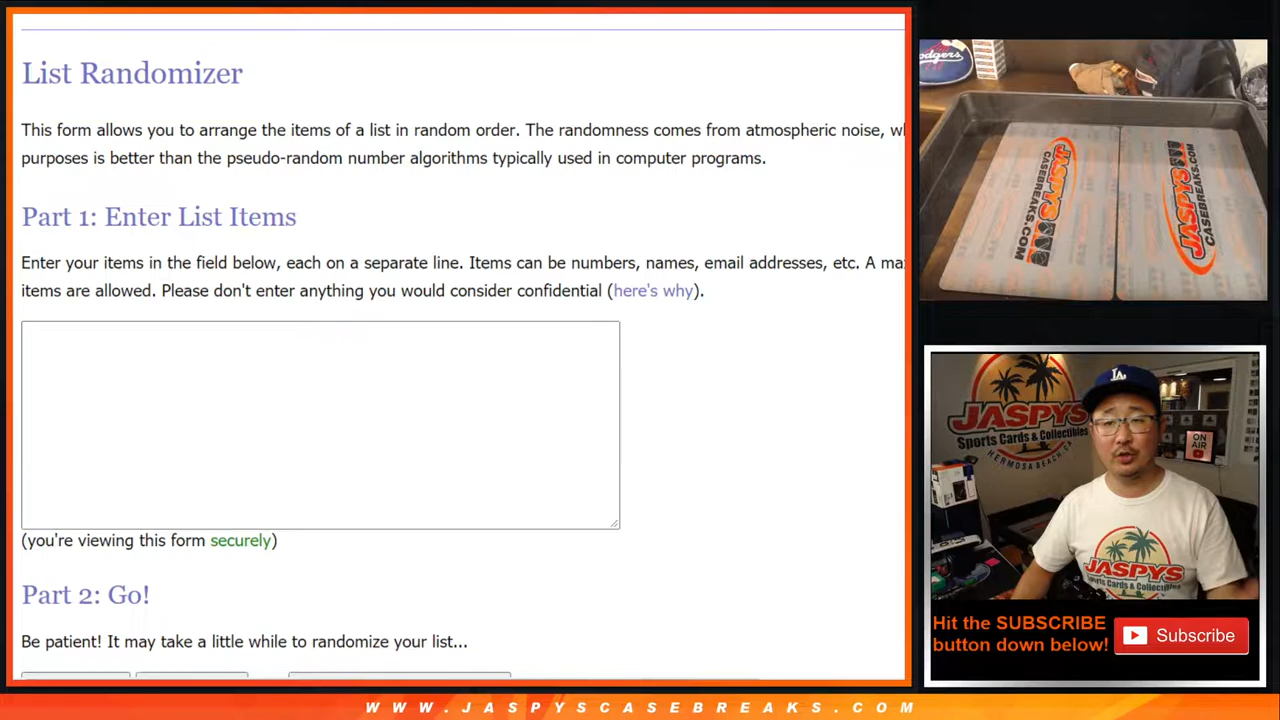 List Randomizer
This form allows you to arrange the items of a list in random order. The randomness comes from atmospheric noise,
purposes is better than the pseudo-random number algorithms typically used in computer programs.
Part 1: Enter List Items
Enter your items in the field below, each on a separate line. Items can be numbers, names, email addresses, etc. A
items are allowed. Please don't enter anything you would consider confidential (here's why).
(you're viewing this form securely)
Part 2: Go!
Be patient! It may take a little while to randomize your list...
JASPYS
CASEBREAKS.COM
JASPYS
CASEBREAKS.COM
LA
JASPYS
Sports Cards & Collectibles
HERMOSA BEACH, CA
ON
AIR
JASPYS
Sports Cards & Collectibles
Hit the SUBSCRIBE
button down below!
Subscribe
WWW.JASPYSCASEBREAKS.COM